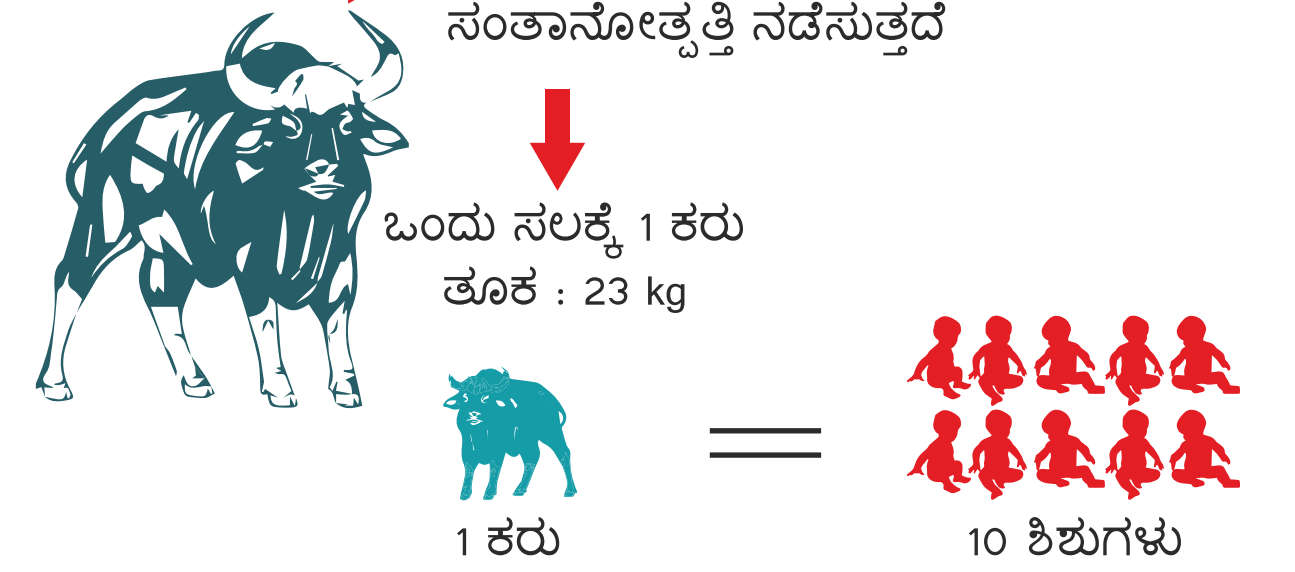 ಸಂತಾನೋತ್ಪತ್ತಿ ನಡೆಸುತ್ತದೆ
ಒಂದು ಸಲಕ್ಕೆ 1 ಕರು
ತೂಕ : 23 kg
1 ಕರು
10 ಶಿಶುಗಳು